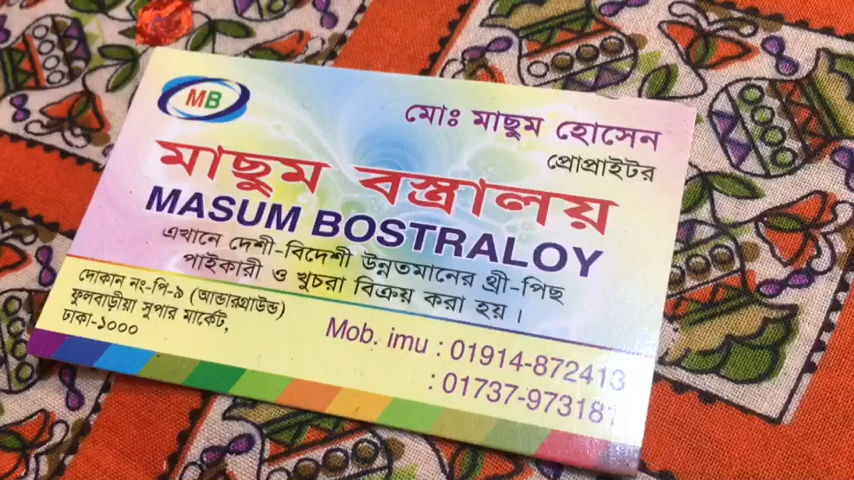 MB
মোঃ মাছুম হোসেন
প্রোপ্রাইটর
মাছুম বস্ত্রালয়
MASUM BOSTRALOY
এখানে দেশী-বিদেশী উন্নতমানের থ্রী-পিছ
পাইকারী ও খুচরা বিক্রয় করা হয়।
দোকান নং-পি-৯ (আন্ডারগ্রাউন্ড)
ফুলবাড়ীয়া সুপার মার্কেট,
ঢাকা-১০০০
Mob. imu : 01914-872413
: 01737-973181